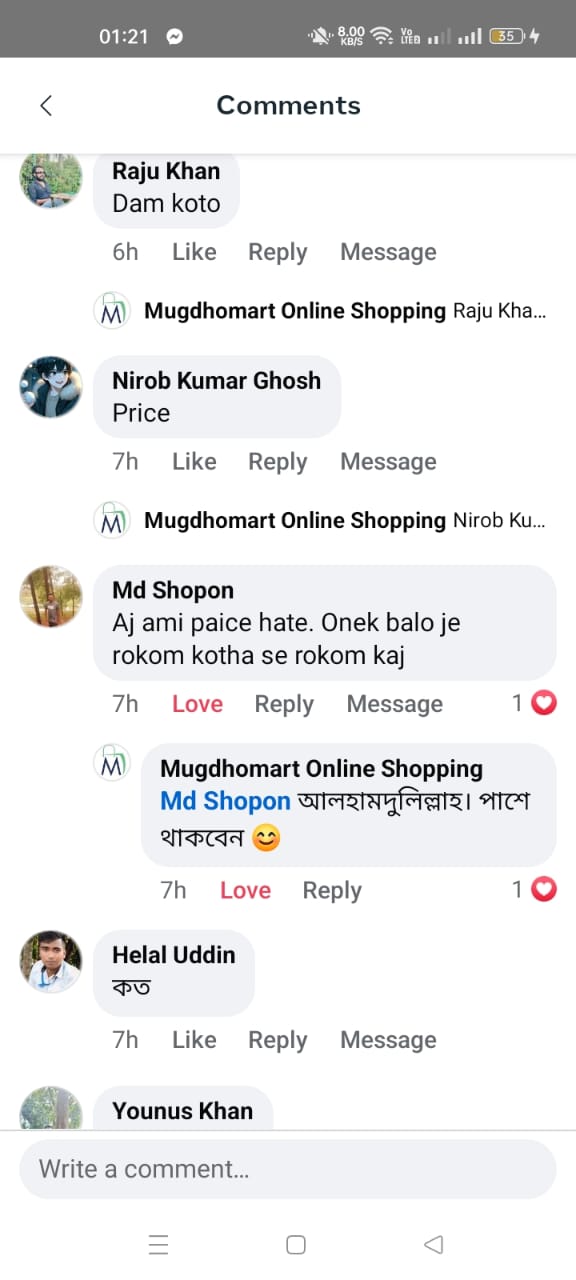 01:21 8.00 KB/S Vo LTE2 35
Comments
Raju Khan
Dam koto
6h Like Reply Message
M Mugdhomart Online Shopping Raju Kha...
Nirob Kumar Ghosh
Price
7h Like Reply Message
M Mugdhomart Online Shopping Nirob Ku...
Md Shopon
Aj ami paice hate. Onek balo je
rokom kotha se rokom kaj
7h Love Reply Message 1
M Mugdhomart Online Shopping
Md Shopon আলহামদুলিল্লাহ। পাশে
থাকবেন 😊
7h Love Reply 1
Helal Uddin
কত
7h Like Reply Message
Younus Khan
Write a comment...